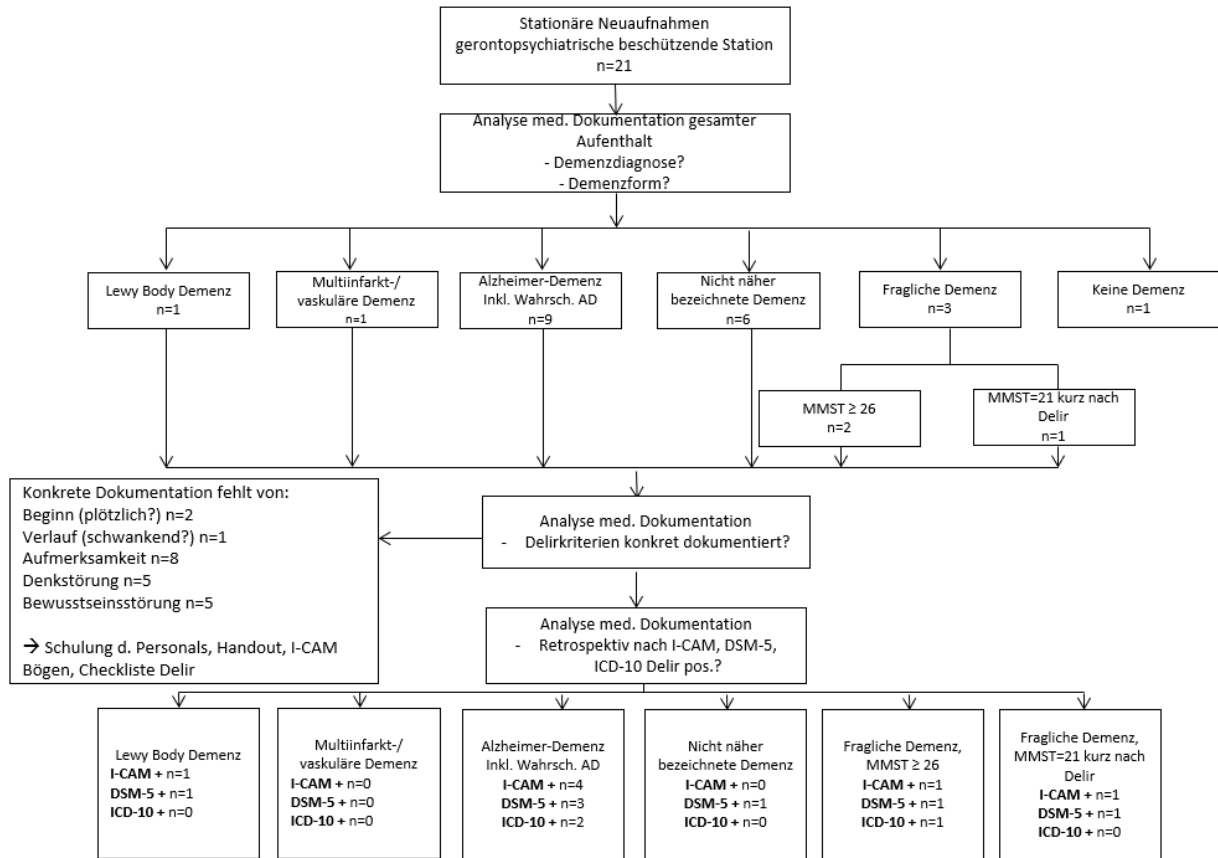 Stationäre Neuaufnahmen
gerontopsychiatrische beschützende Station
n=21
Analyse med. Dokumentation gesamter
Aufenthalt
- Demenzdiagnose?
- Demenzform?
Lewy Body Demenz
n=1
Multiinfarkt-/
vaskuläre Demenz
n=1
Alzheimer-Demenz
Inkl. Wahrsch. AD
n=9
Nicht näher
bezeichnete Demenz
n=6
Fragliche Demenz
n=3
Keine Demenz
n=1
MMST ≥ 26
n=2
MMST=21 kurz nach
Delir
n=1
Konkrete Dokumentation fehlt von:
Beginn (plötzlich?) n=2
Verlauf (schwankend?) n=1
Aufmerksamkeit n=8
Denkstörung n=5
Bewusstseinsstörung n=5
→ Schulung d. Personals, Handout, I-CAM
Bögen, Checkliste Delir
Analyse med. Dokumentation
- Delirkriterien konkret dokumentiert?
Analyse med. Dokumentation
- Retrospektiv nach I-CAM, DSM-5,
ICD-10 Delir pos.?
Lewy Body Demenz
I-CAM + n=1
DSM-5 + n=1
ICD-10 + n=0
Multiinfarkt-/
vaskuläre Demenz
I-CAM + n=0
DSM-5 + n=0
ICD-10 + n=0
Alzheimer-Demenz
Inkl. Wahrsch. AD
I-CAM + n=4
DSM-5 + n=3
ICD-10 + n=2
Nicht näher
bezeichnete Demenz
I-CAM + n=0
DSM-5 + n=1
ICD-10 + n=0
Fragliche Demenz,
MMST ≥ 26
I-CAM + n=1
DSM-5 + n=1
ICD-10 + n=1
Fragliche Demenz,
MMST=21 kurz nach
Delir
I-CAM + n=1
DSM-5 + n=1
ICD-10 + n=0